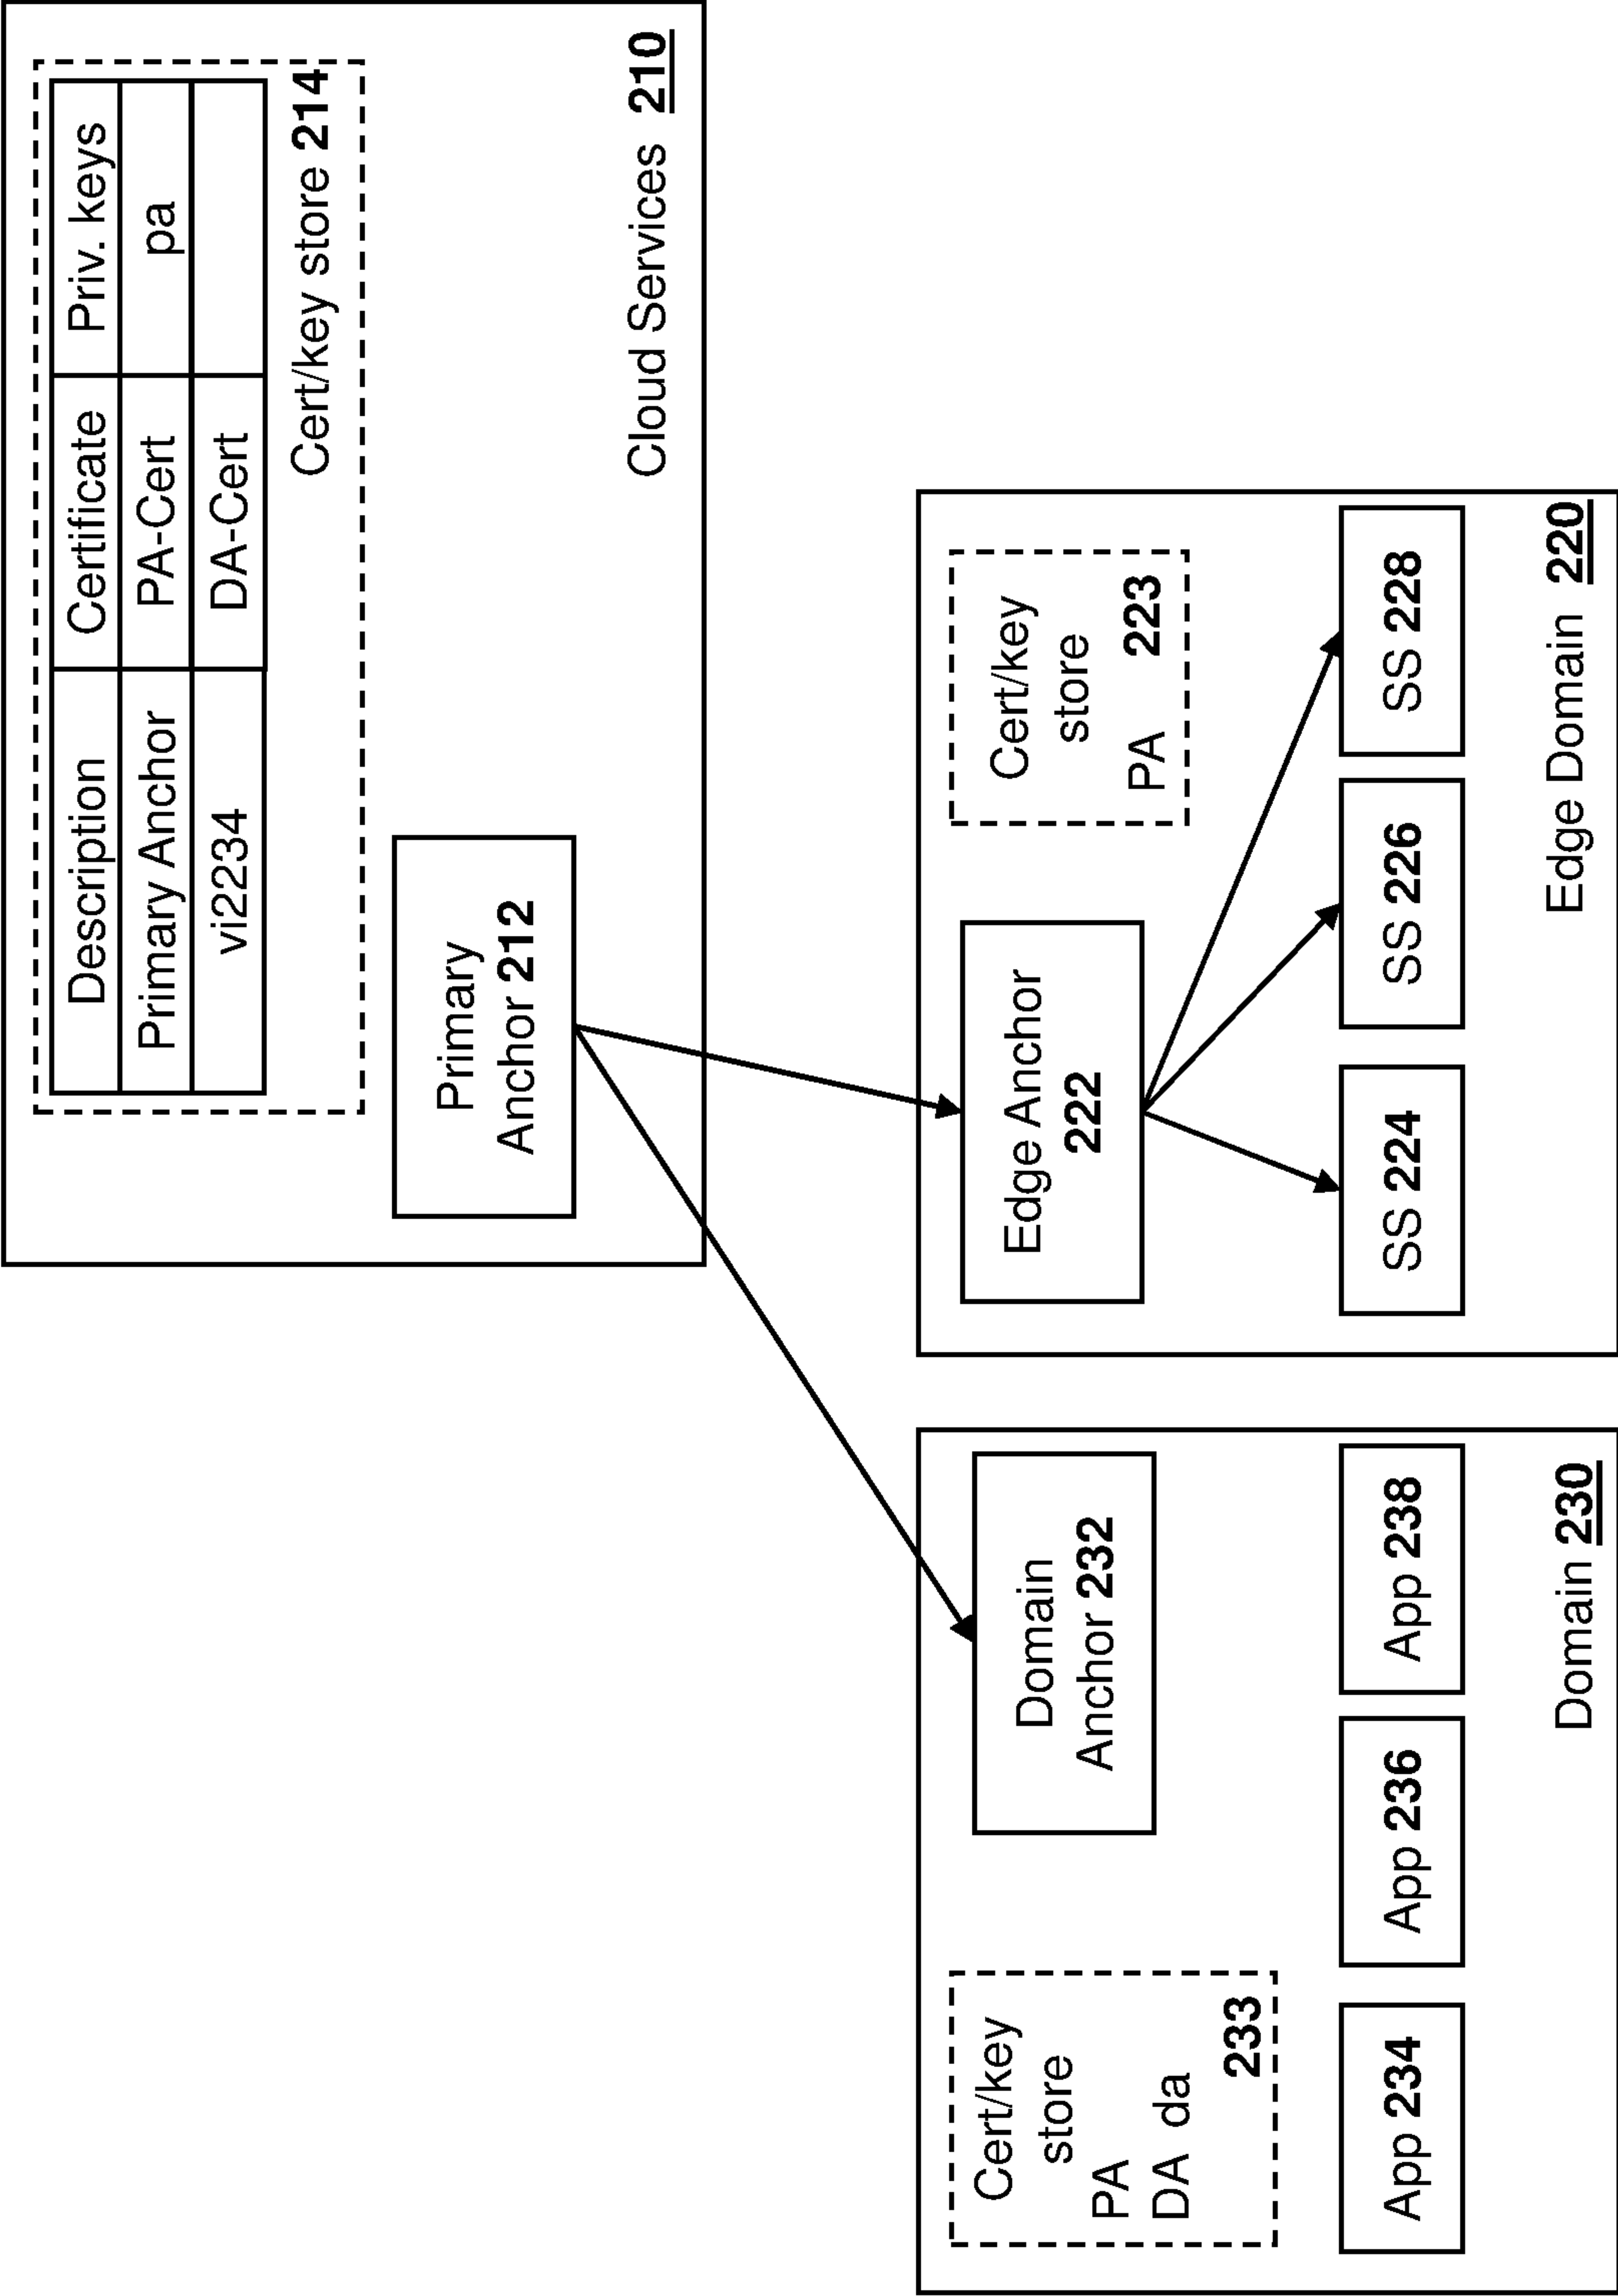 Description Certificate Priv. keys
Primary Anchor PA-Cert pa
vi2234 DA-Cert
Cert/key store 214
Primary
Anchor 212
Cloud Services 210
Cert/key
store
PA
DA da
233
Domain
Anchor 232
App 234
App 236
App 238
Domain 230
Edge Anchor
222
Cert/key
store
PA 223
SS 224
SS 226
SS 228
Edge Domain 220